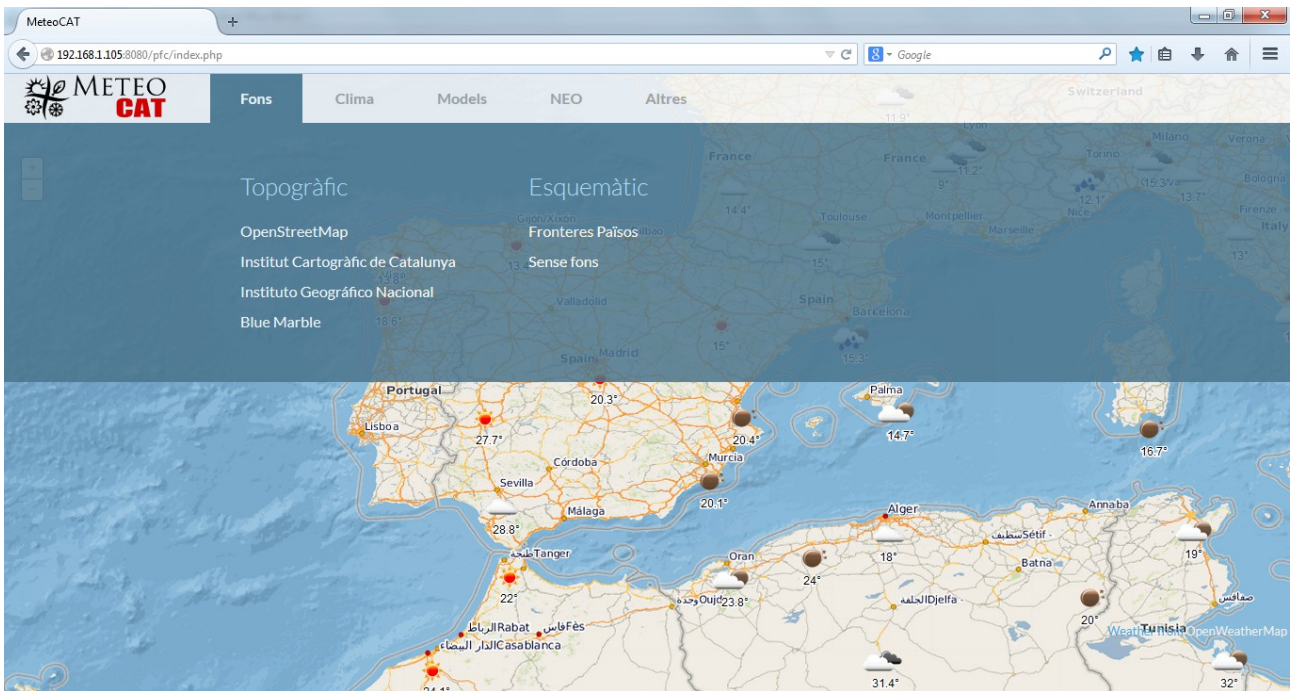 MeteoCAT
192.168.1.105:8080/pfc/index.php
Google
METEO
CAT
Fons
Clima
Models
NEO
Altres
Switzerland
11.9°
Lyon
Milano
Verona
France
France
Torino
11.2°
9°
15.3°
Bologna
12.1°
13.7°
14.4°
Toulouse
Montpellier
Nice
Firenze
Marseille
Italy
13°
Topogràfic
Esquemàtic
Gijón/Xixón
OpenStreetMap
Fronteres Països
Institut Cartogràfic de Catalunya
Sense fons
15°
Instituto Geográfico Nacional
Valladolid
Spain
Barcelona
Blue Marble
18.6°
15°
15.3°
Spain
Madrid
Portugal
20.3°
Palma
Lisboa
27.7°
20.4°
14.7°
16.7°
Córdoba
Murcia
Sevilla
20.1°
Málaga
Alger
Annaba
28.8°
Sétif - سطيف
طنجة Tanger
Oran
18°
19°
24°
Batna
22°
وجدة Oujd
23.8°
Djelfa - الجلفة
20°
صفاقس
الرباط Rabat
فاس Fès
Tunisia
Weather from OpenWeatherMap
الدار البيضاء Casablanca
24.1°
31.4°
32°